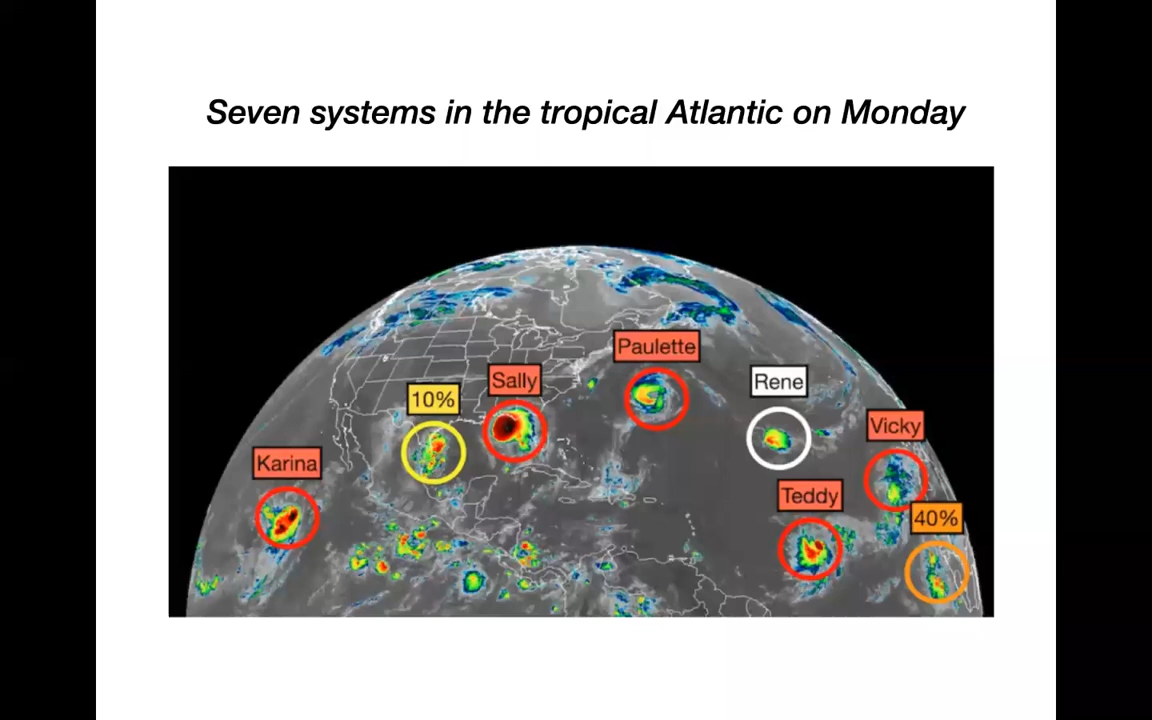 Seven systems in the tropical Atlantic on Monday
Paulette
Sally
Rene
10%
Vicky
Karina
Teddy
40%